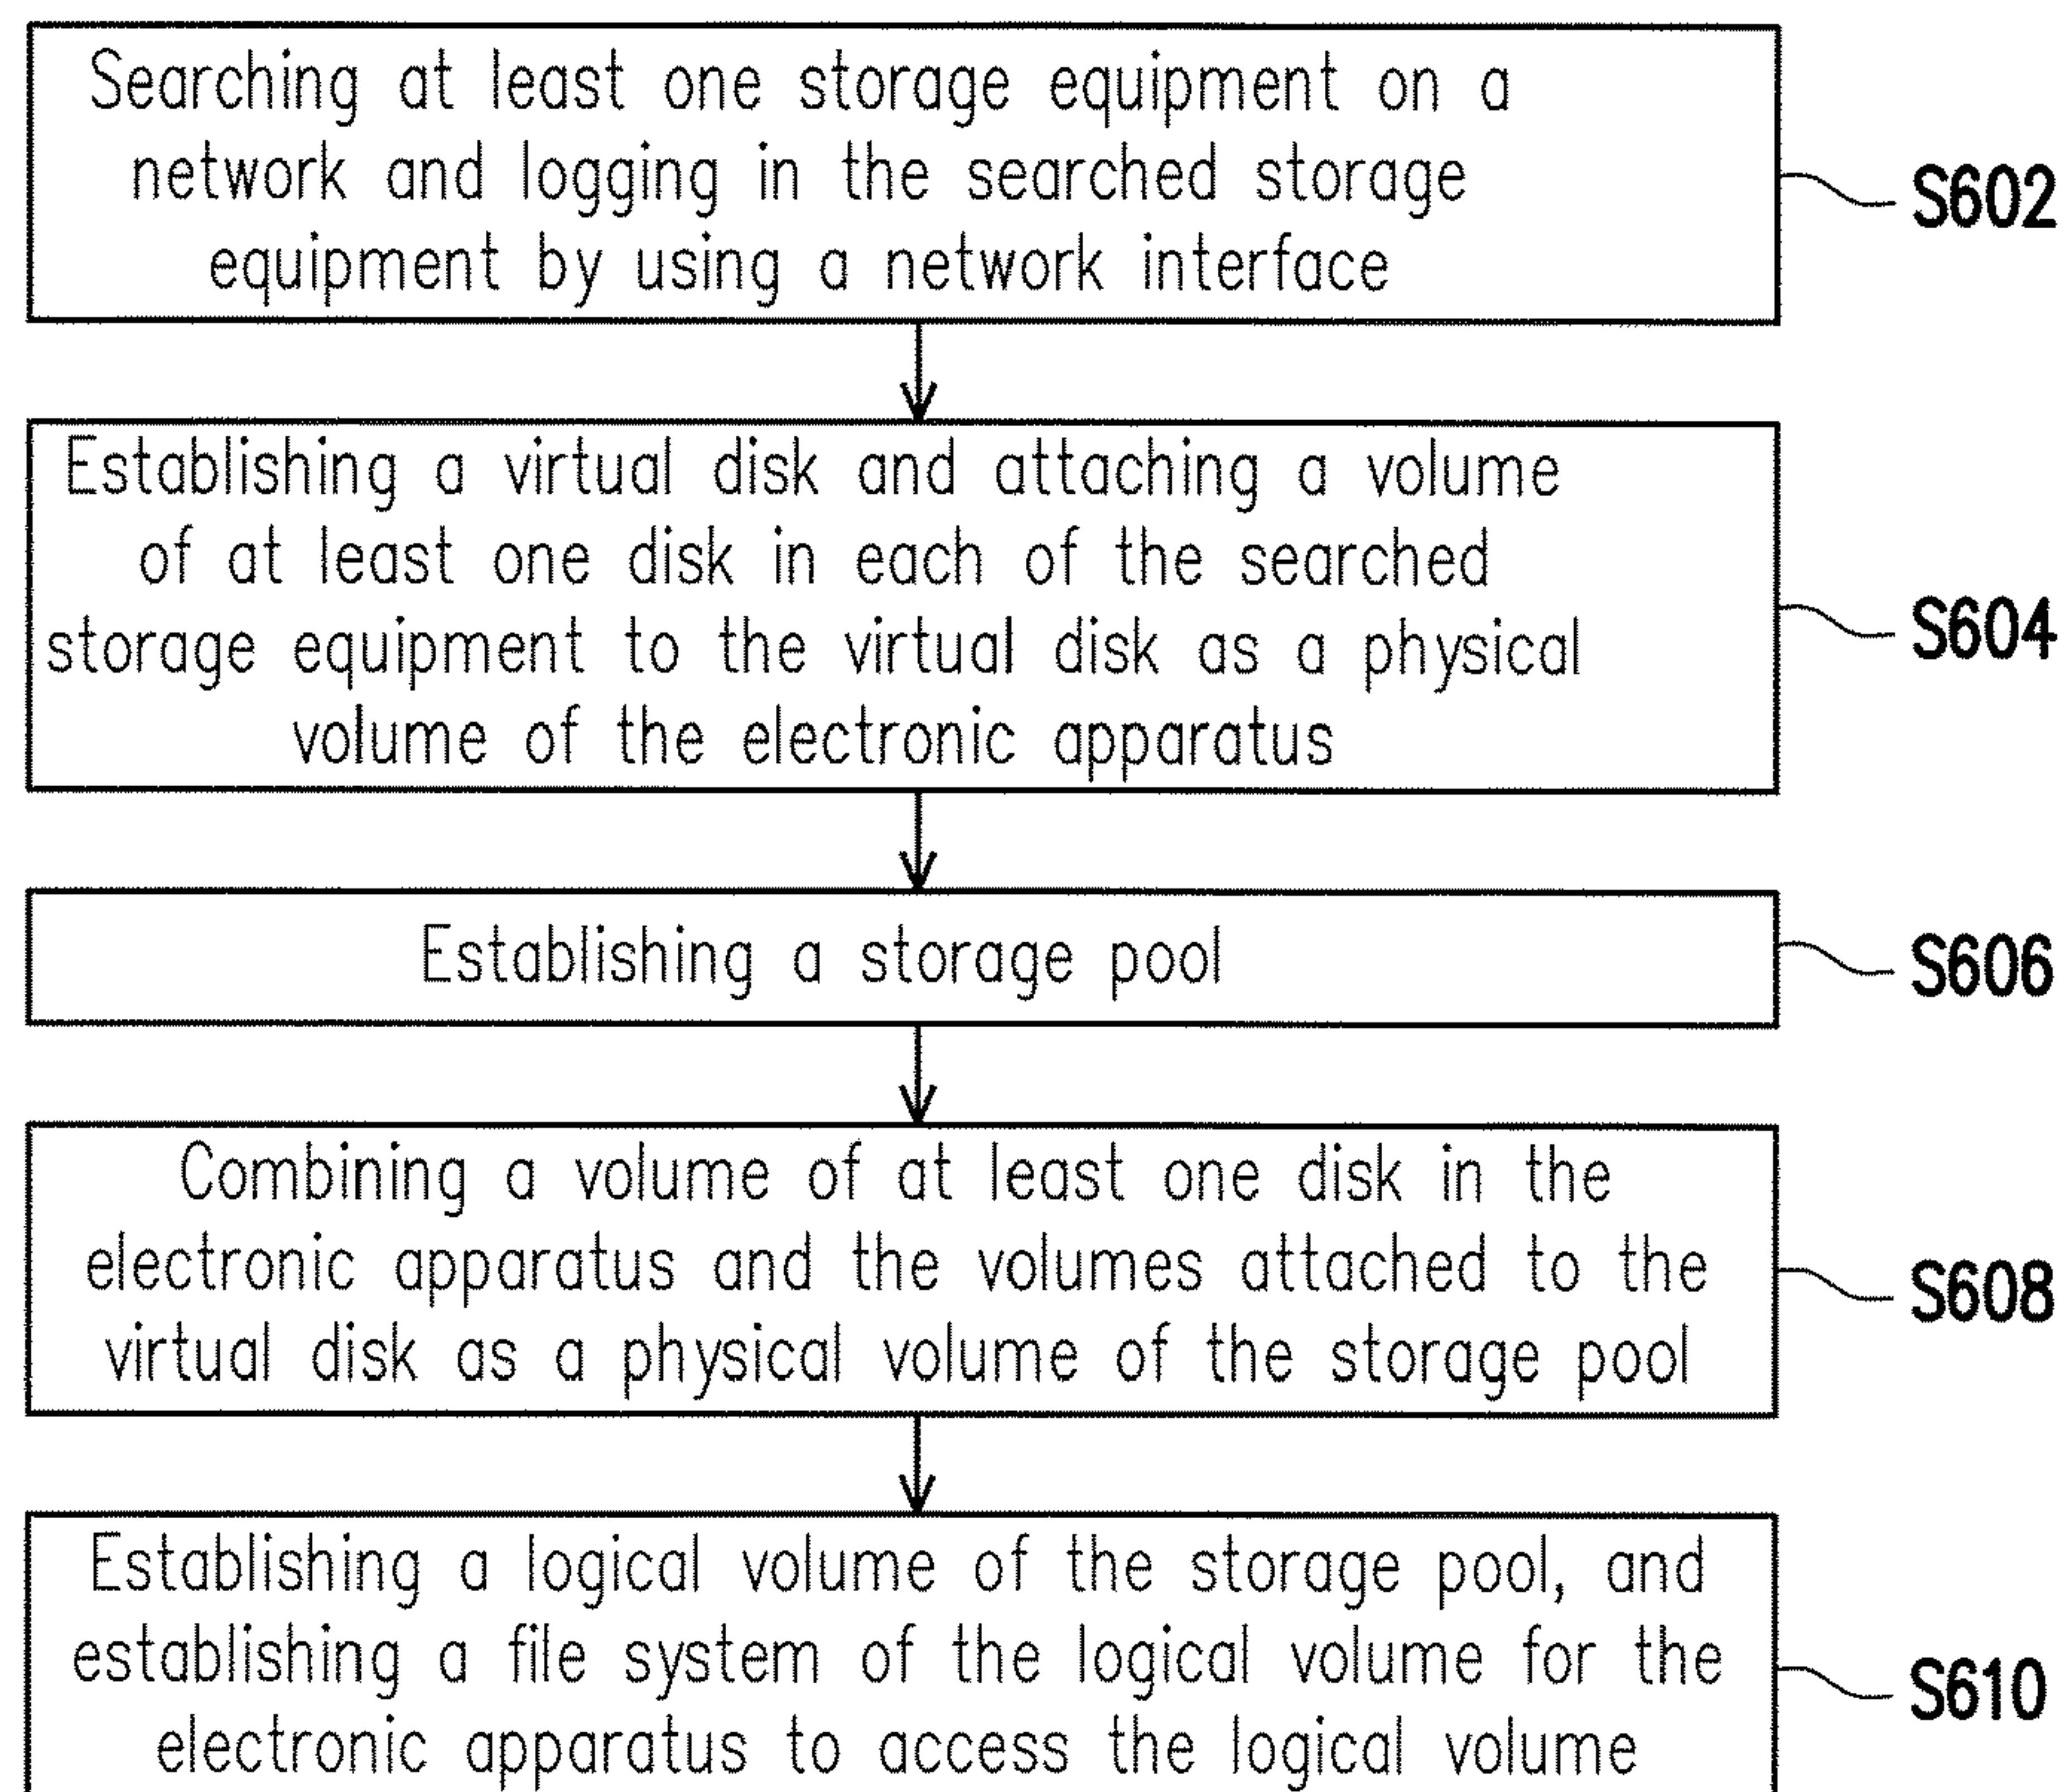 Searching at least one storage equipment on a
network and logging in the searched storage
equipment by using a network interface
S602
Establishing a virtual disk and attaching a volume
of at least one disk in each of the searched
storage equipment to the virtual disk as a physical
volume of the electronic apparatus
S604
Establishing a storage pool
S606
Combining a volume of at least one disk in the
electronic apparatus and the volumes attached to the
virtual disk as a physical volume of the storage pool
S608
Establishing a logical volume of the storage pool, and
establishing a file system of the logical volume for the
electronic apparatus to access the logical volume
S610